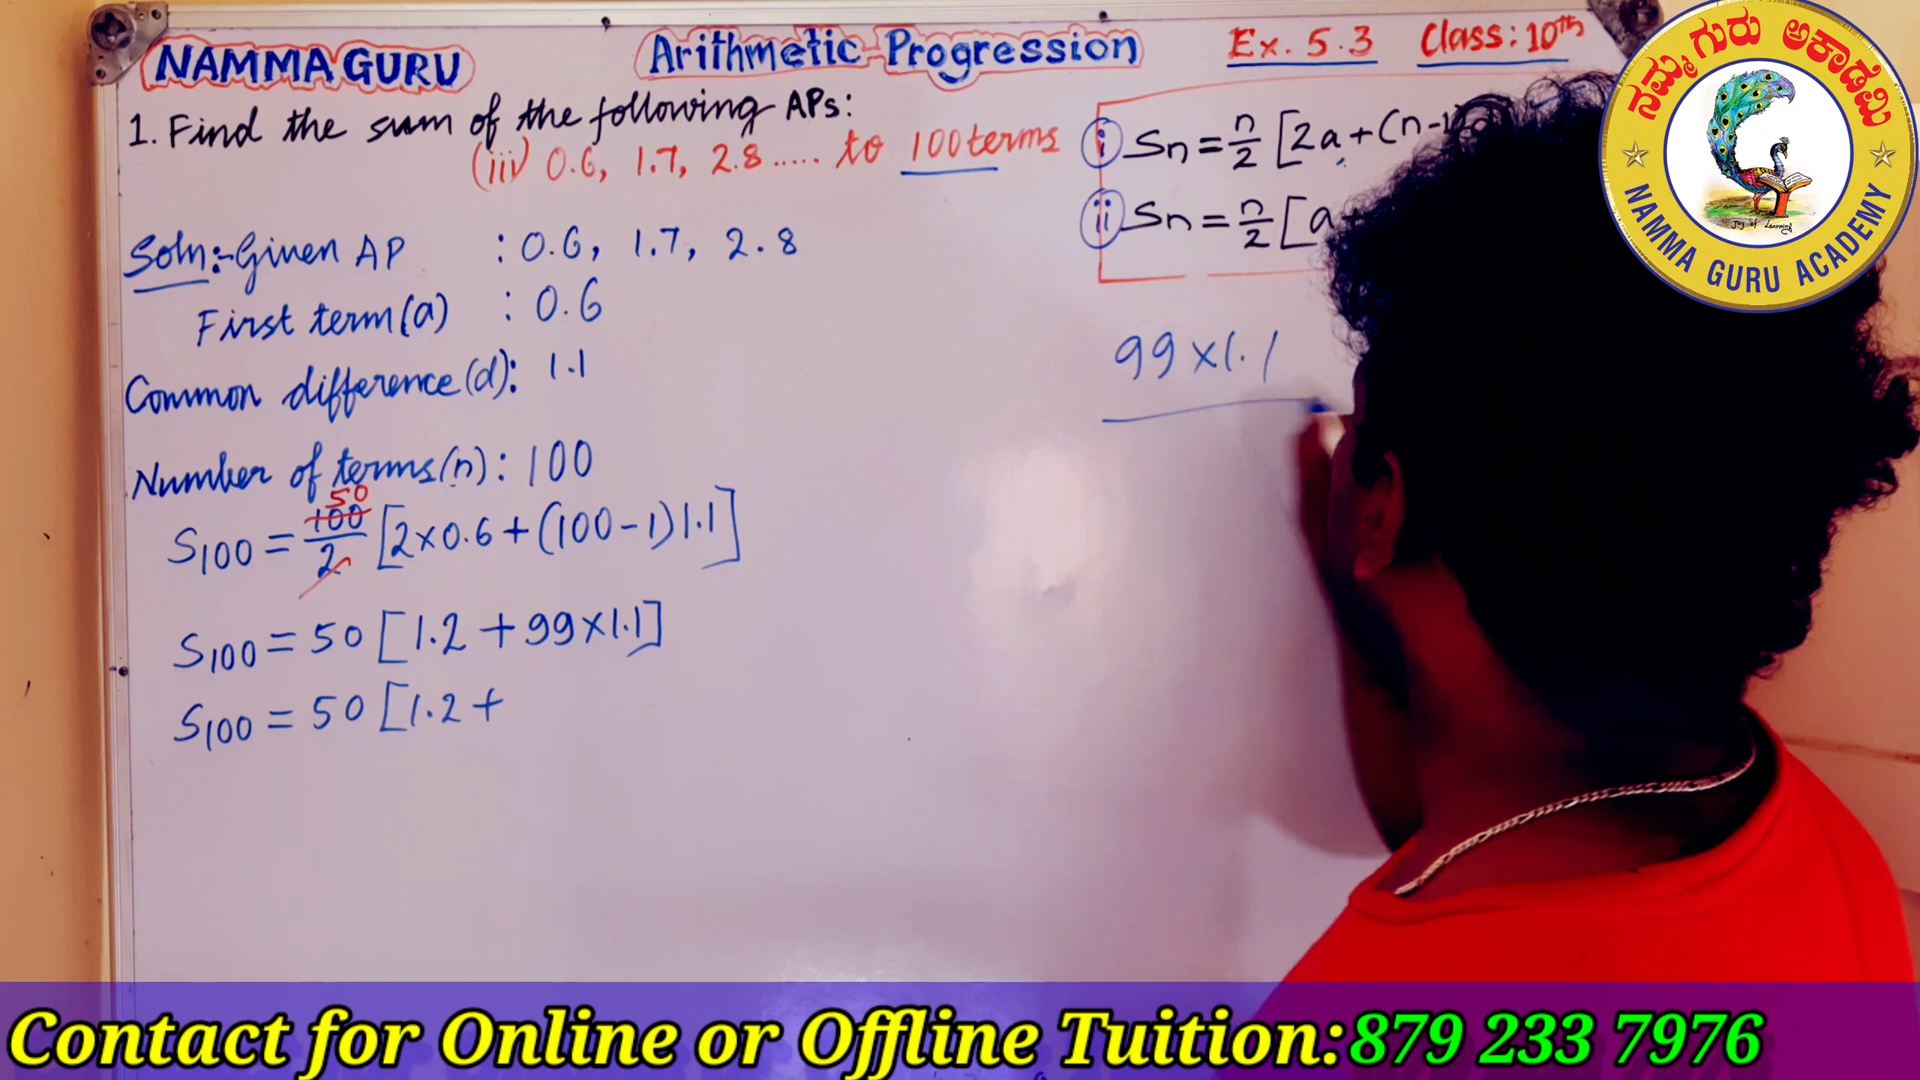 NAMMA GURU
Arithmetic Progression
Ex. 5.3 Class: 10th
1. Find the sum of the following APs:
(iii) 0.6, 1.7, 2.8 ..... to 100 terms
i Sn = n/2 [2a + (n-1)
ii Sn = n/2 [a
Soln:- Given AP : 0.6, 1.7, 2.8
First term(a) : 0.6
Common difference(d): 1.1
Number of terms(n): 100
50
S100 = 100/2 [2×0.6 + (100-1)1.1]
S100 = 50 [1.2 + 99×1.1]
S100 = 50 [1.2 +
99×1.1
ನಮ್ಮ ಗುರು ಅಕಾಡೆಮಿ
NAMMA GURU ACADEMY
Joy of Learning
Contact for Online or Offline Tuition:879 233 7976